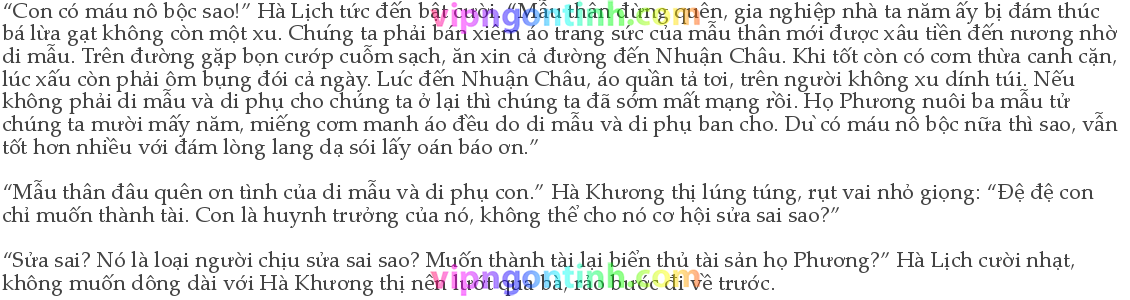 “Con có máu nô bộc sao!” Hà Lịch tức đến bật cười, “Mẫu thân đừng quên, gia nghiệp nhà ta năm ấy bị đám thúc
bá lừa gạt không còn một xu. Chúng ta phải bán xiêm áo trang sức của mẫu thân mới được xâu tiền đến nương nhờ
di mẫu. Trên đường gặp bọn cướp cuỗm sạch, ăn xin cả đường đến Nhuận Châu. Khi tốt còn có cơm thừa canh cặn,
lúc xấu còn phải ôm bụng đói cả ngày. Lúc đến Nhuận Châu, áo quần tả tơi, trên người không xu dính túi. Nếu
không phải di mẫu và di phụ cho chúng ta ở lại thì chúng ta đã sớm mất mạng rồi. Họ Phương nuôi ba mẫu tử
chúng ta mười mấy năm, miếng cơm manh áo đều do di mẫu và di phụ ban cho. Dù có máu nô bộc nữa thì sao, vẫn
tốt hơn nhiều với đám lòng lang dạ sói lấy oán báo ơn.”
“Mẫu thân đâu quên ơn tình của di mẫu và di phụ con.” Hà Khương thị lúng túng, rụt vai nhỏ giọng: “Đệ đệ con
chỉ muốn thành tài. Con là huynh trưởng của nó, không thể cho nó cơ hội sửa sai sao?”
“Sửa sai? Nó là loại người chịu sửa sai sao? Muốn thành tài lại biển thủ tài sản họ Phương?” Hà Lịch cười nhạt,
không muốn dông dài với Hà Khương thị nên lướt qua bà, rảo bước đi về trước.
vipngontinh.com
vipngontinh.com